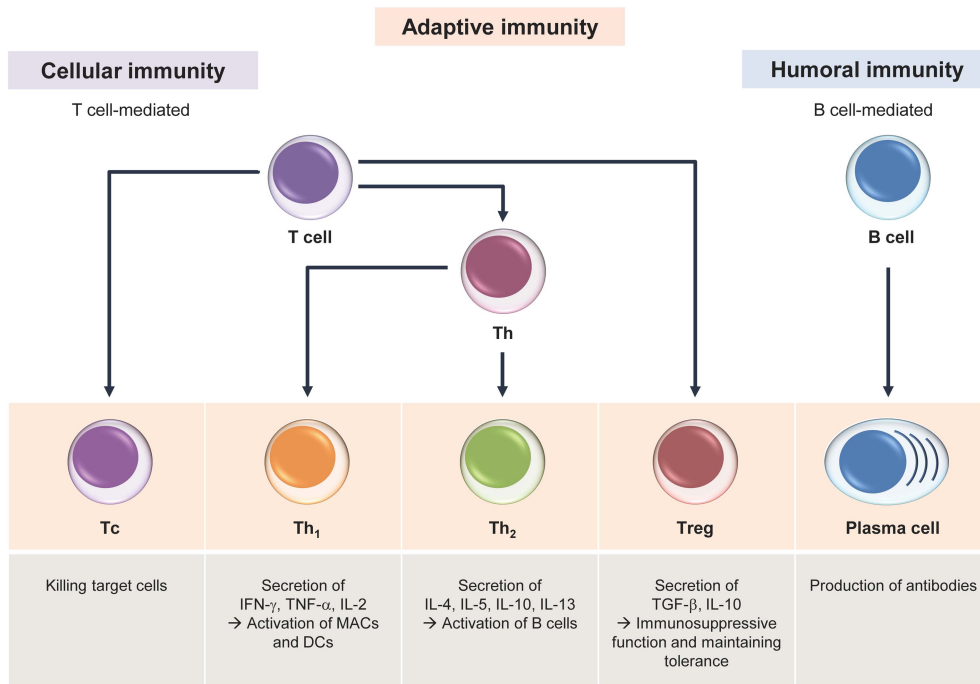 Adaptive immunity
Cellular immunity
Humoral immunity
T cell-mediated
B cell-mediated
T cell
B cell
Th
Tc
Th₁
Th₂
Treg
Plasma cell
Killing target cells
Secretion of
IFN-γ, TNF-α, IL-2
→ Activation of MACs
and DCs
Secretion of
IL-4, IL-5, IL-10, IL-13
→ Activation of B cells
Secretion of
TGF-β, IL-10
→ Immunosuppressive
function and maintaining
tolerance
Production of antibodies